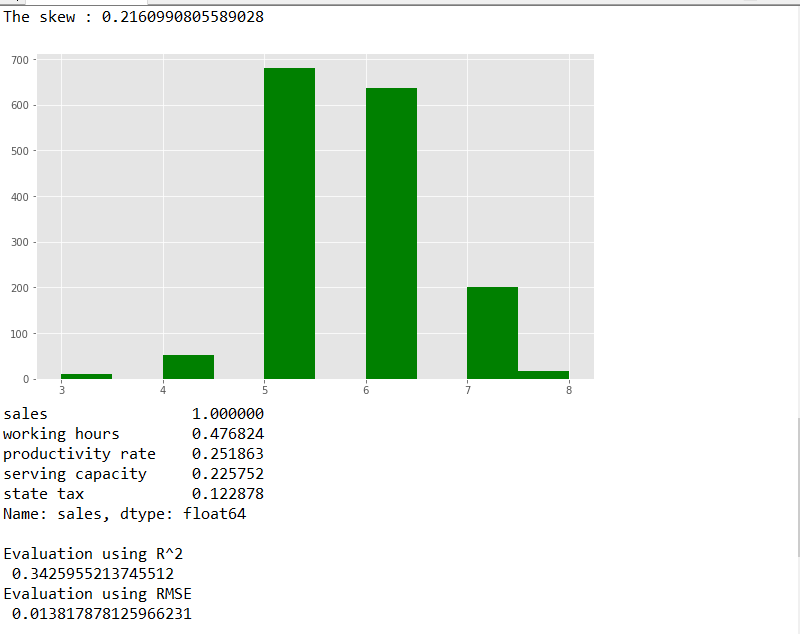 The skew : 0.2160990805589028
700
600
500
400
300
200
100
0
3 4 5 6 7 8
sales 1.000000
working hours 0.476824
productivity rate 0.251863
serving capacity 0.225752
state tax 0.122878
Name: sales, dtype: float64
Evaluation using R^2
0.3425955213745512
Evaluation using RMSE
0.013817878125966231